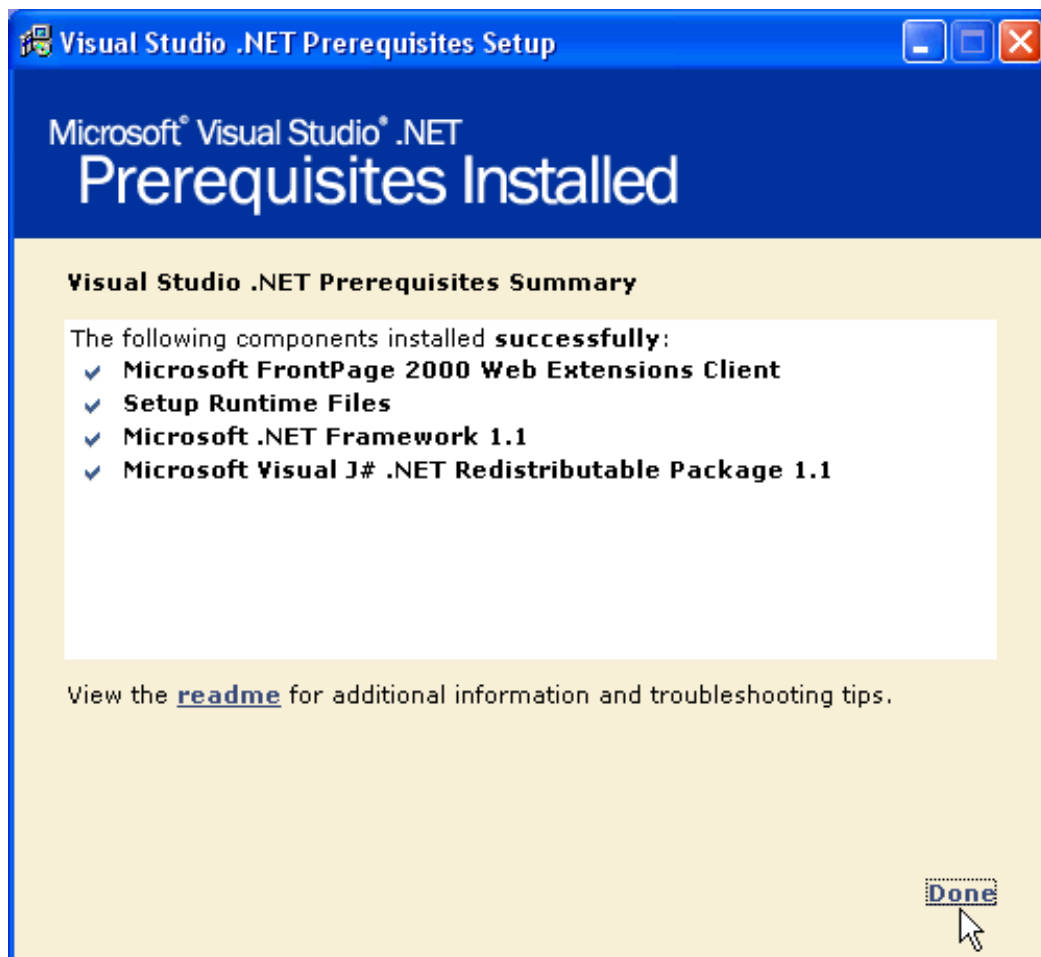 Visual Studio .NET Prerequisites Setup
Microsoft® Visual Studio® .NET
Prerequisites Installed
Visual Studio .NET Prerequisites Summary
The following components installed successfully:
Microsoft FrontPage 2000 Web Extensions Client
Setup Runtime Files
Microsoft .NET Framework 1.1
Microsoft Visual J# .NET Redistributable Package 1.1
View the readme for additional information and troubleshooting tips.
Done